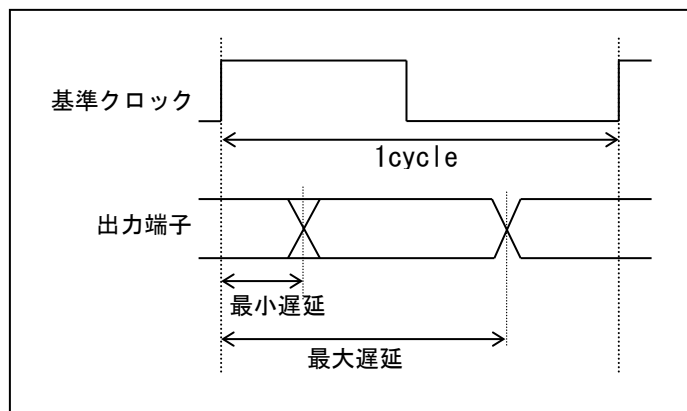 基準クロック
1cycle
出力端子
最小遅延
最大遅延